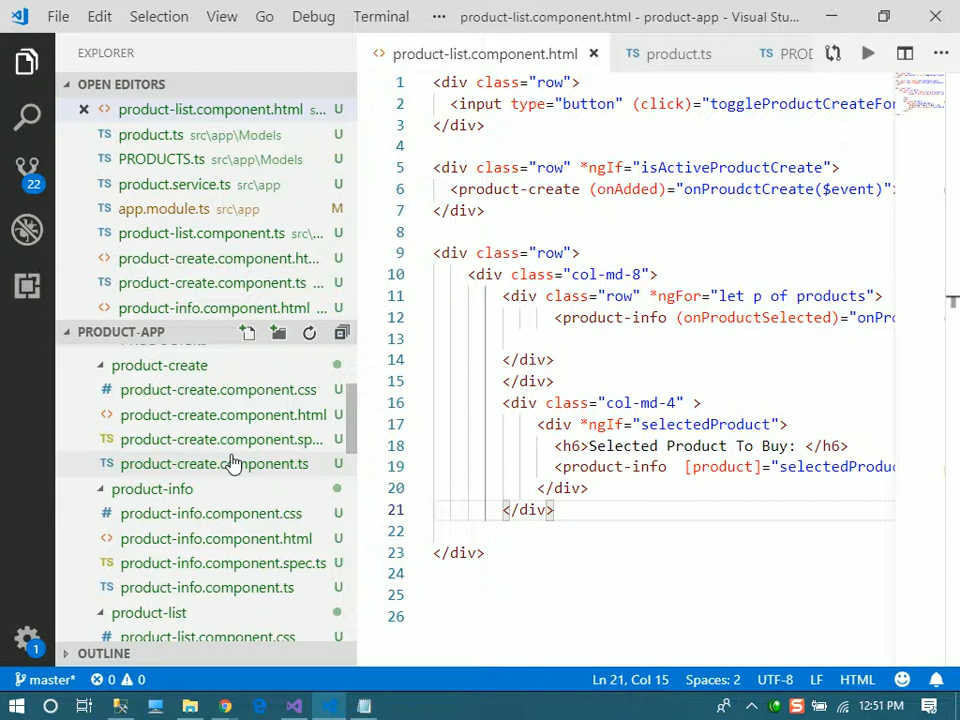 File Edit Selection View Go Debug Terminal ··· product-list.component.html - product-app - Visual Stu...
EXPLORER
OPEN EDITORS
product-list.component.html s... U
product.ts src\app\Models U
PRODUCTS.ts src\app\Models U
product.service.ts src\app U
app.module.ts src\app M
product-list.component.ts src\... U
product-create.component.ht... U
product-create.component.ts ... U
product-info.component.html U
PRODUCT-APP
product-create
product-create.component.css U
product-create.component.html U
product-create.component.sp... U
product-create.component.ts U
product-info
product-info.component.css U
product-info.component.html U
product-info.component.spec.ts U
product-info.component.ts U
product-list
product-list.component.css U
OUTLINE
22
1
product-list.component.html TS product.ts TS PROD
1 <div class="row">
2 <input type="button" (click)="toggleProductCreateFor
3 </div>
4
5 <div class="row" *ngIf="isActiveProductCreate">
6 <product-create (onAdded)="onProudctCreate($event)">
7 </div>
8
9 <div class="row">
10 <div class="col-md-8">
11 <div class="row" *ngFor="let p of products">
12 <product-info (onProductSelected)="onPro
13
14 </div>
15 </div>
16 <div class="col-md-4" >
17 <div *ngIf="selectedProduct">
18 <h6>Selected Product To Buy: </h6>
19 <product-info [product]="selectedProduc
20 </div>
21 </div>
22
23 </div>
24
25
26
master* 0 0 Ln 21, Col 15 Spaces: 2 UTF-8 LF HTML
12:51 PM